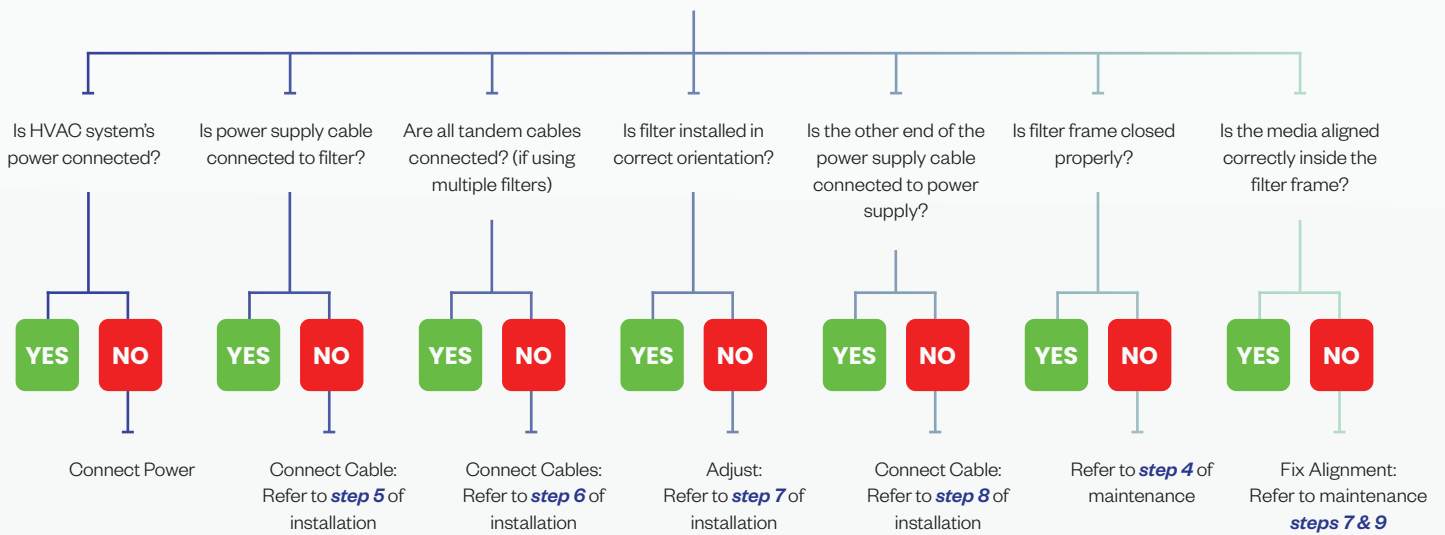 Is HVAC system's
power connected?
Is power supply cable
connected to filter?
Are all tandem cables
connected? (if using
multiple filters)
Is filter installed in
correct orientation?
Is the other end of the
power supply cable
connected to power
supply?
Is filter frame closed
properly?
Is the media aligned
correctly inside the
filter frame?
YES
NO
YES
NO
YES
NO
YES
NO
YES
NO
YES
NO
YES
NO
Connect Power
Connect Cable:
Refer to step 5 of
installation
Connect Cables:
Refer to step 6 of
installation
Adjust:
Refer to step 7 of
installation
Connect Cable:
Refer to step 8 of
installation
Refer to step 4 of
maintenance
Fix Alignment:
Refer to maintenance
steps 7 & 9